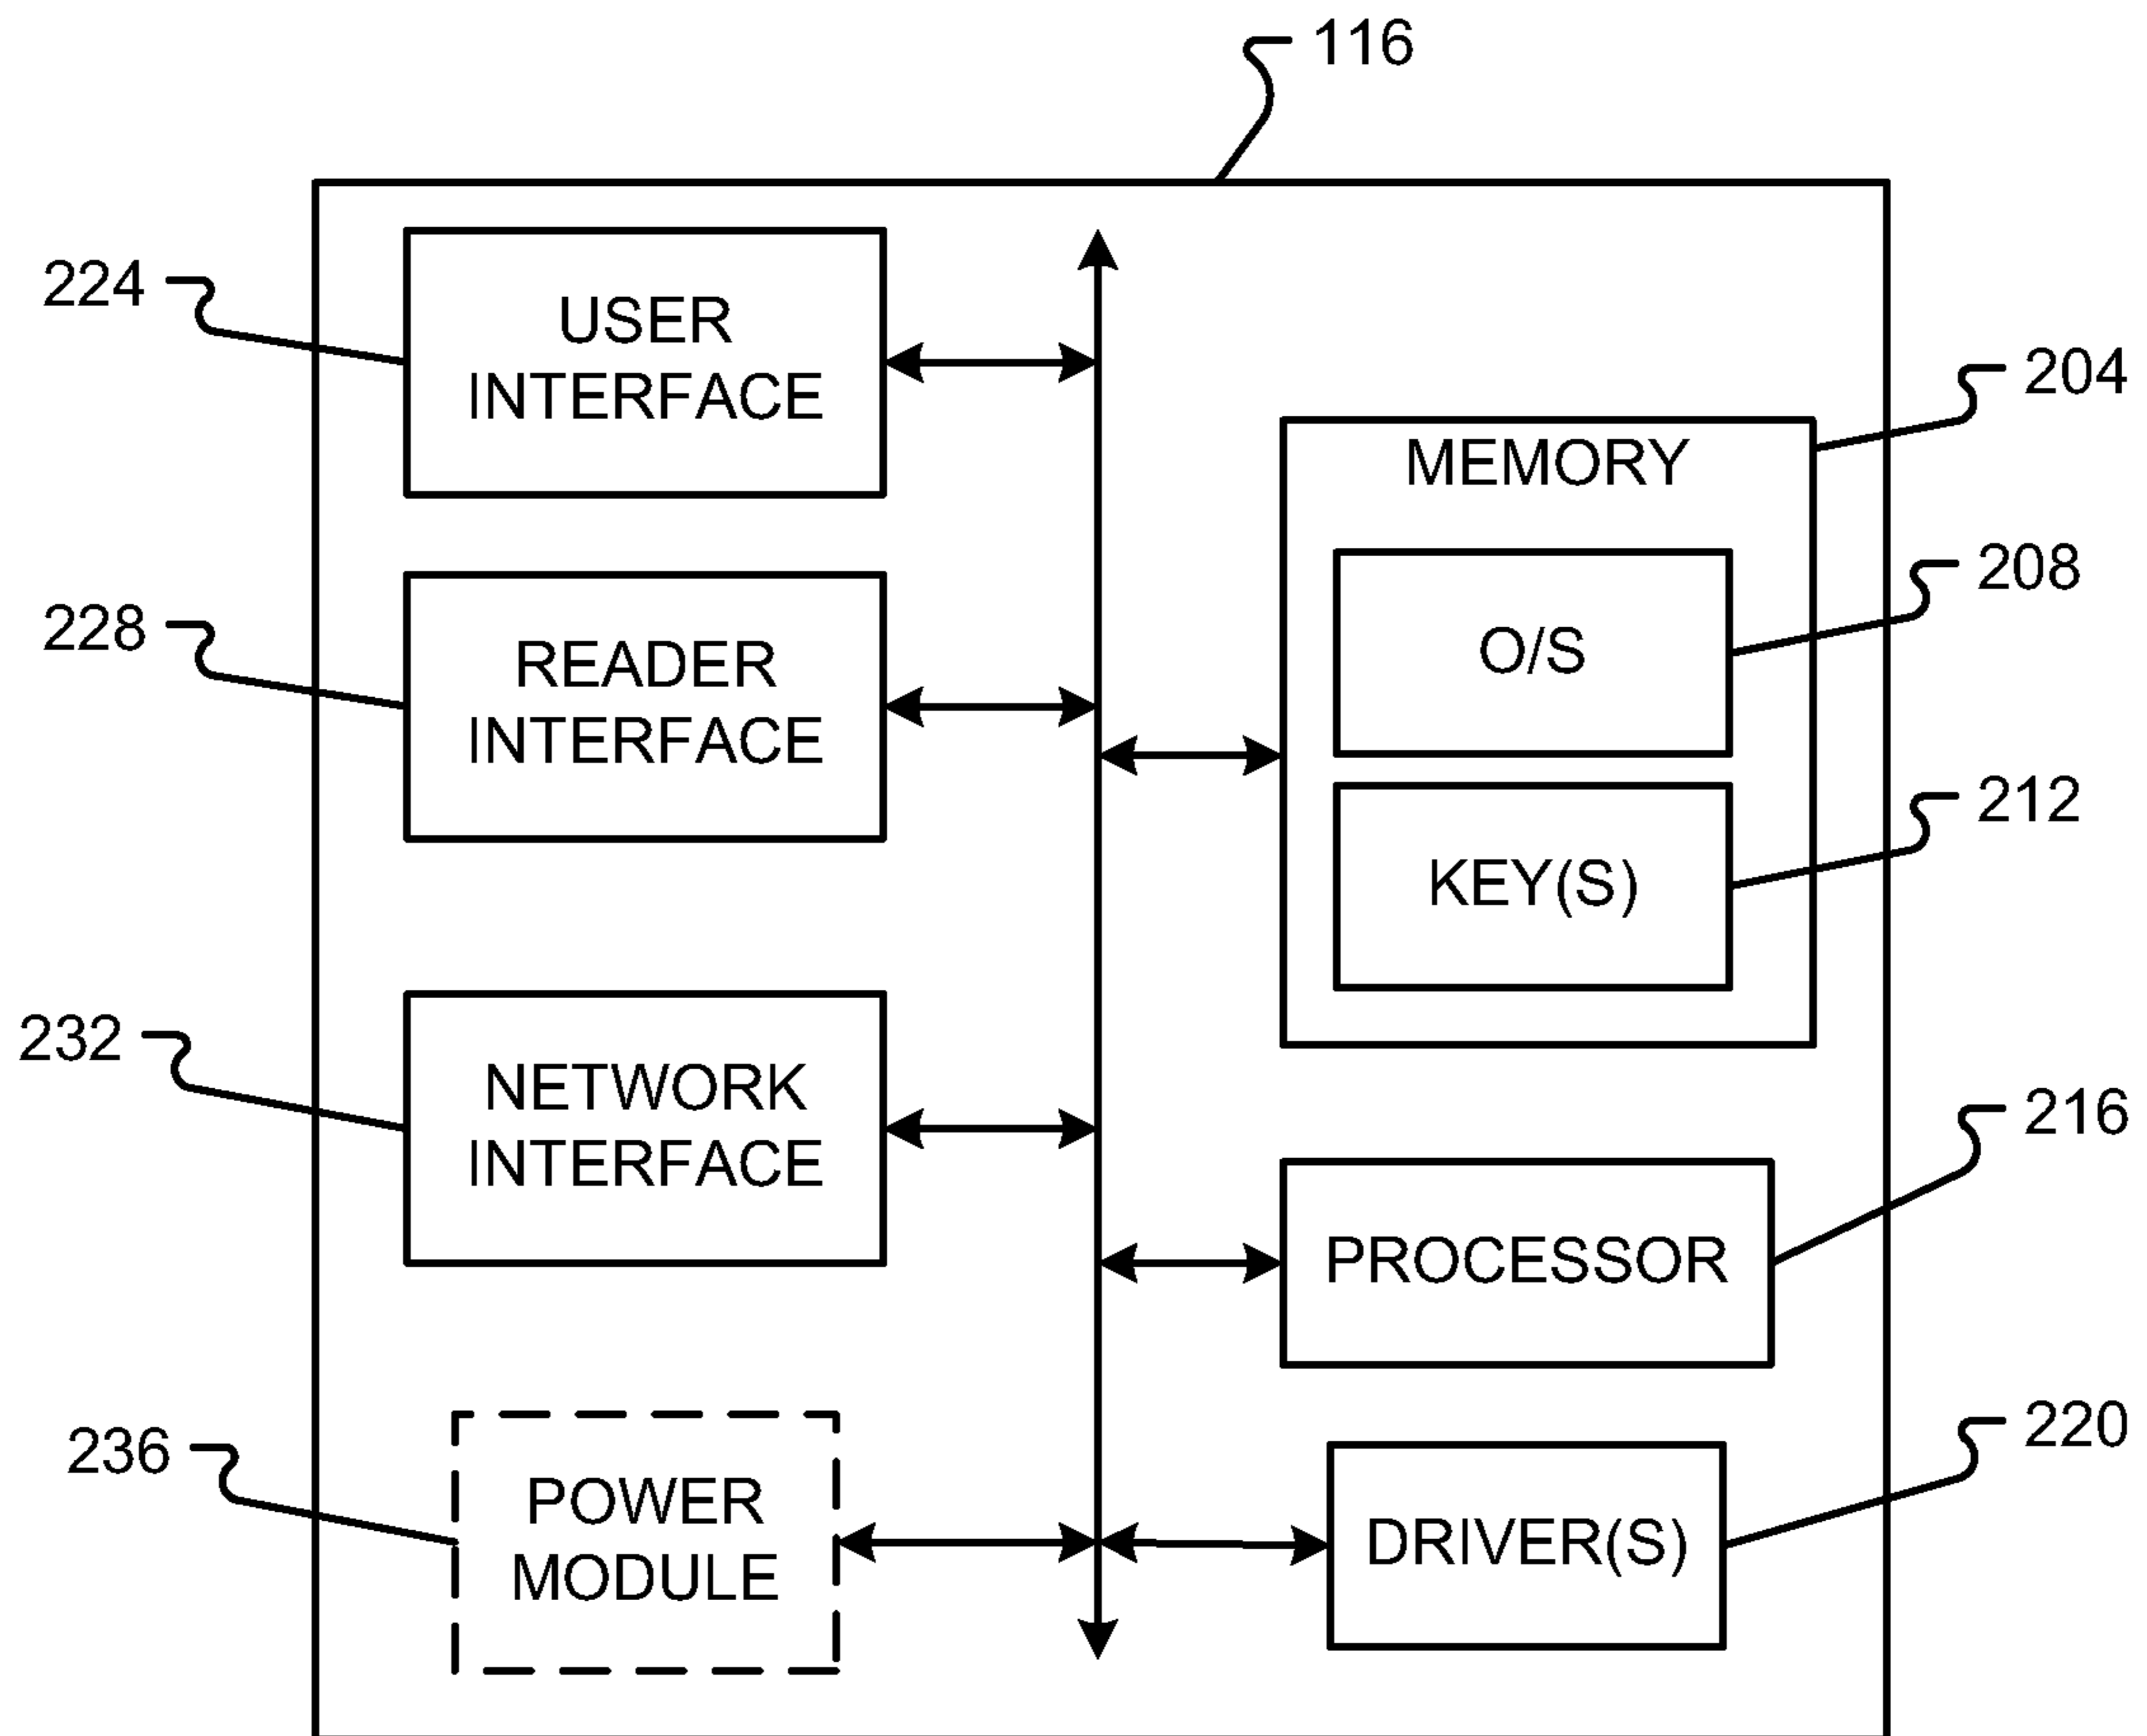 116
224
USER
INTERFACE
204
MEMORY
208
O/S
228
READER
INTERFACE
212
KEY(S)
232
NETWORK
INTERFACE
216
PROCESSOR
236
POWER
MODULE
220
DRIVER(S)